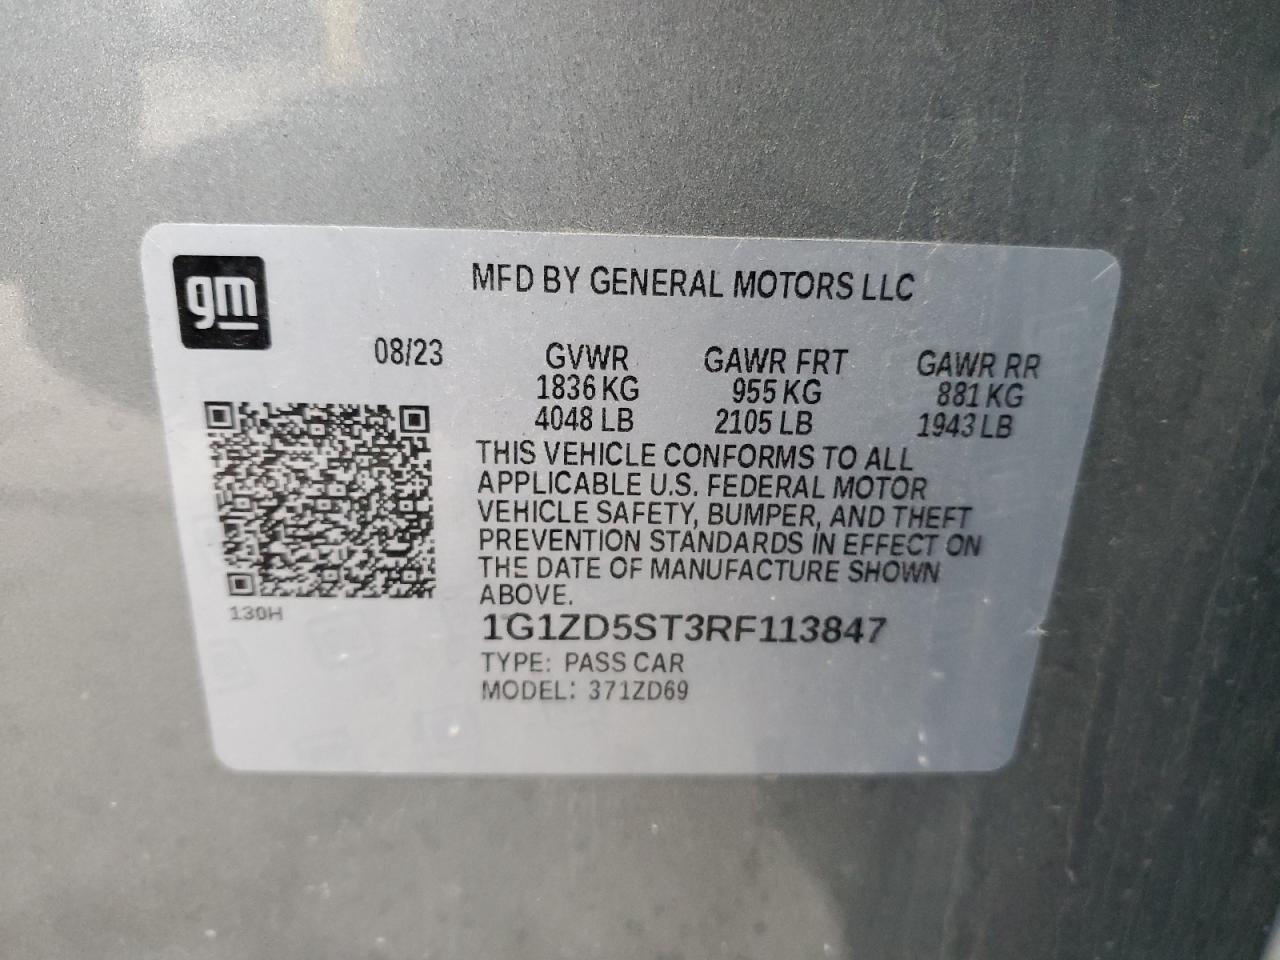 gm
MFD BY GENERAL MOTORS LLC
08/23 GVWR GAWR FRT GAWR RR
1836 KG 955 KG 881 KG
4048 LB 2105 LB 1943 LB
THIS VEHICLE CONFORMS TO ALL
APPLICABLE U.S. FEDERAL MOTOR
VEHICLE SAFETY, BUMPER, AND THEFT
PREVENTION STANDARDS IN EFFECT ON
THE DATE OF MANUFACTURE SHOWN
ABOVE.
130H
1G1ZD5ST3RF113847
TYPE: PASS CAR
MODEL: 371ZD69